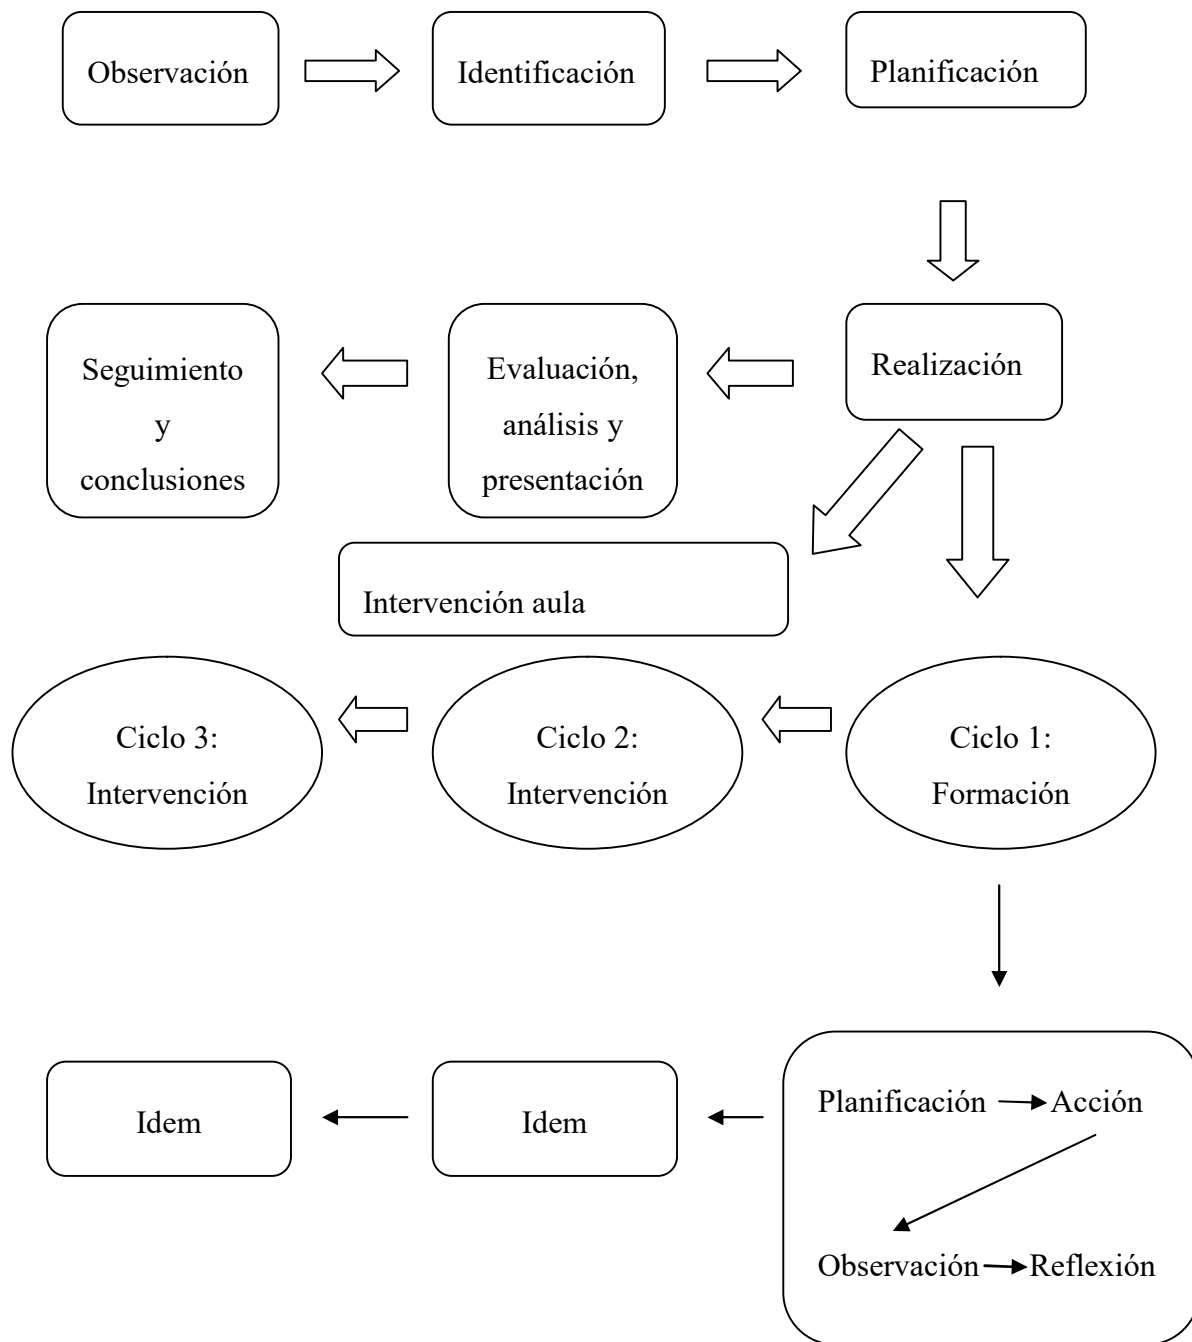 Observación
Identificación
Planificación
Seguimiento
y
conclusiones
Evaluación,
análisis y
presentación
Realización
Intervención aula
Ciclo 3:
Intervención
Ciclo 2:
Intervención
Ciclo 1:
Formación
Idem
Idem
Planificación Acción
Observación Reflexión